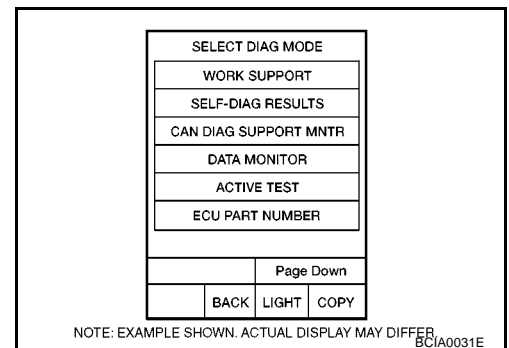 SELECT DIAG MODE
WORK SUPPORT
SELF-DIAG RESULTS
CAN DIAG SUPPORT MNTR
DATA MONITOR
ACTIVE TEST
ECU PART NUMBER
Page Down
BACK LIGHT COPY
NOTE: EXAMPLE SHOWN. ACTUAL DISPLAY MAY DIFFER.
BCIA0031E